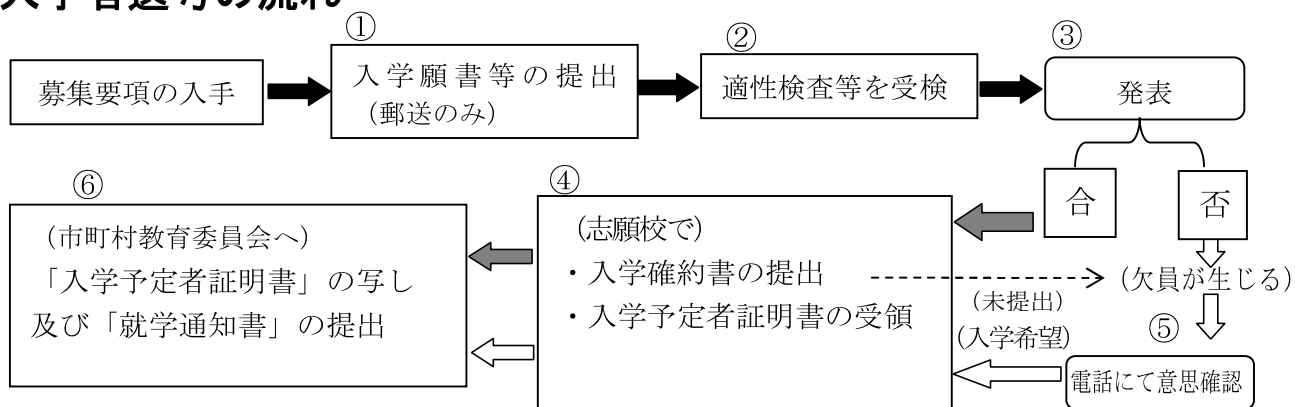 入学者選考の流れ
①
②
③
募集要項の入手
入学願書等の提出
(郵送のみ)
適性検査等を受検
発表
合
否
⑥
④
(市町村教育委員会へ)
「入学予定者証明書」の写し
及び「就学通知書」の提出
(志願校で)
・入学確約書の提出
・入学予定者証明書の受領
(未提出)
(入学希望)
(欠員が生じる)
⑤
電話にて意思確認